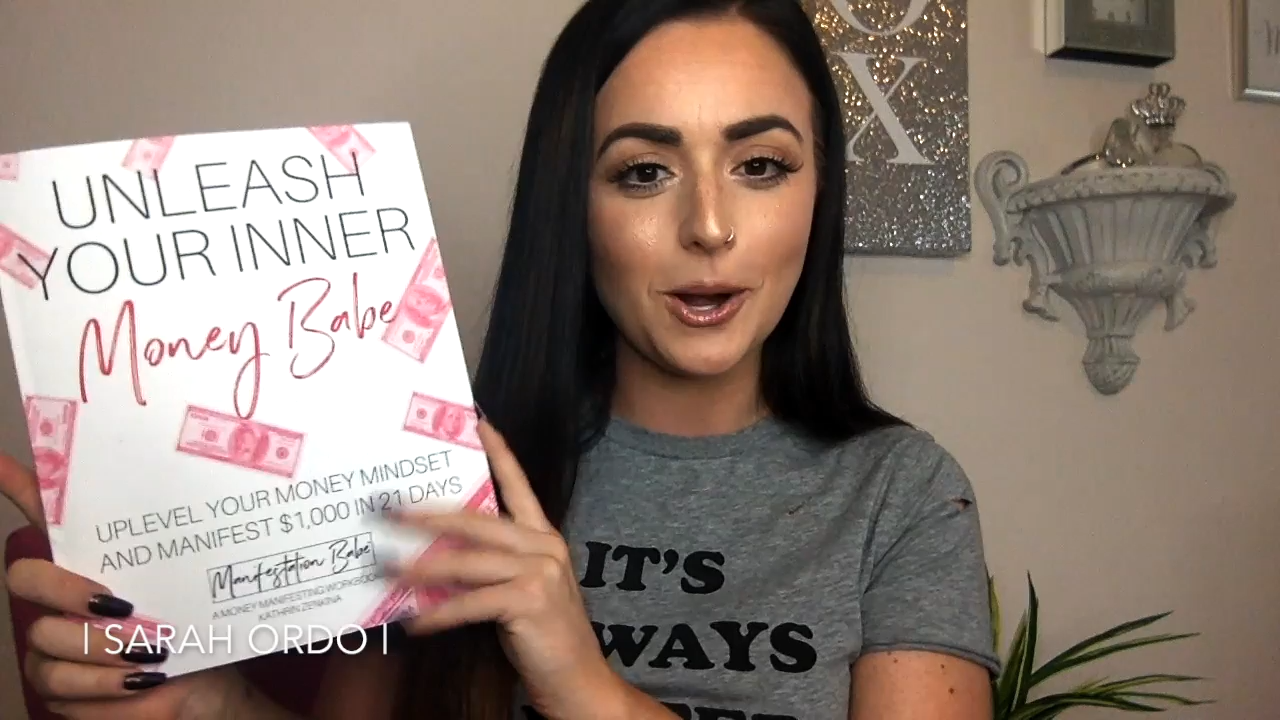 UNLEASH
YOUR INNER
Money Babe
UPLEVEL YOUR MONEY MINDSET
AND MANIFEST $1,000 IN 21 DAYS
Manifestation Babe
A MONEY MANIFESTING WORKBOOK
KATHRIN ZENKINA
| SARAH ORDO |
OX
IT'S
WAYS